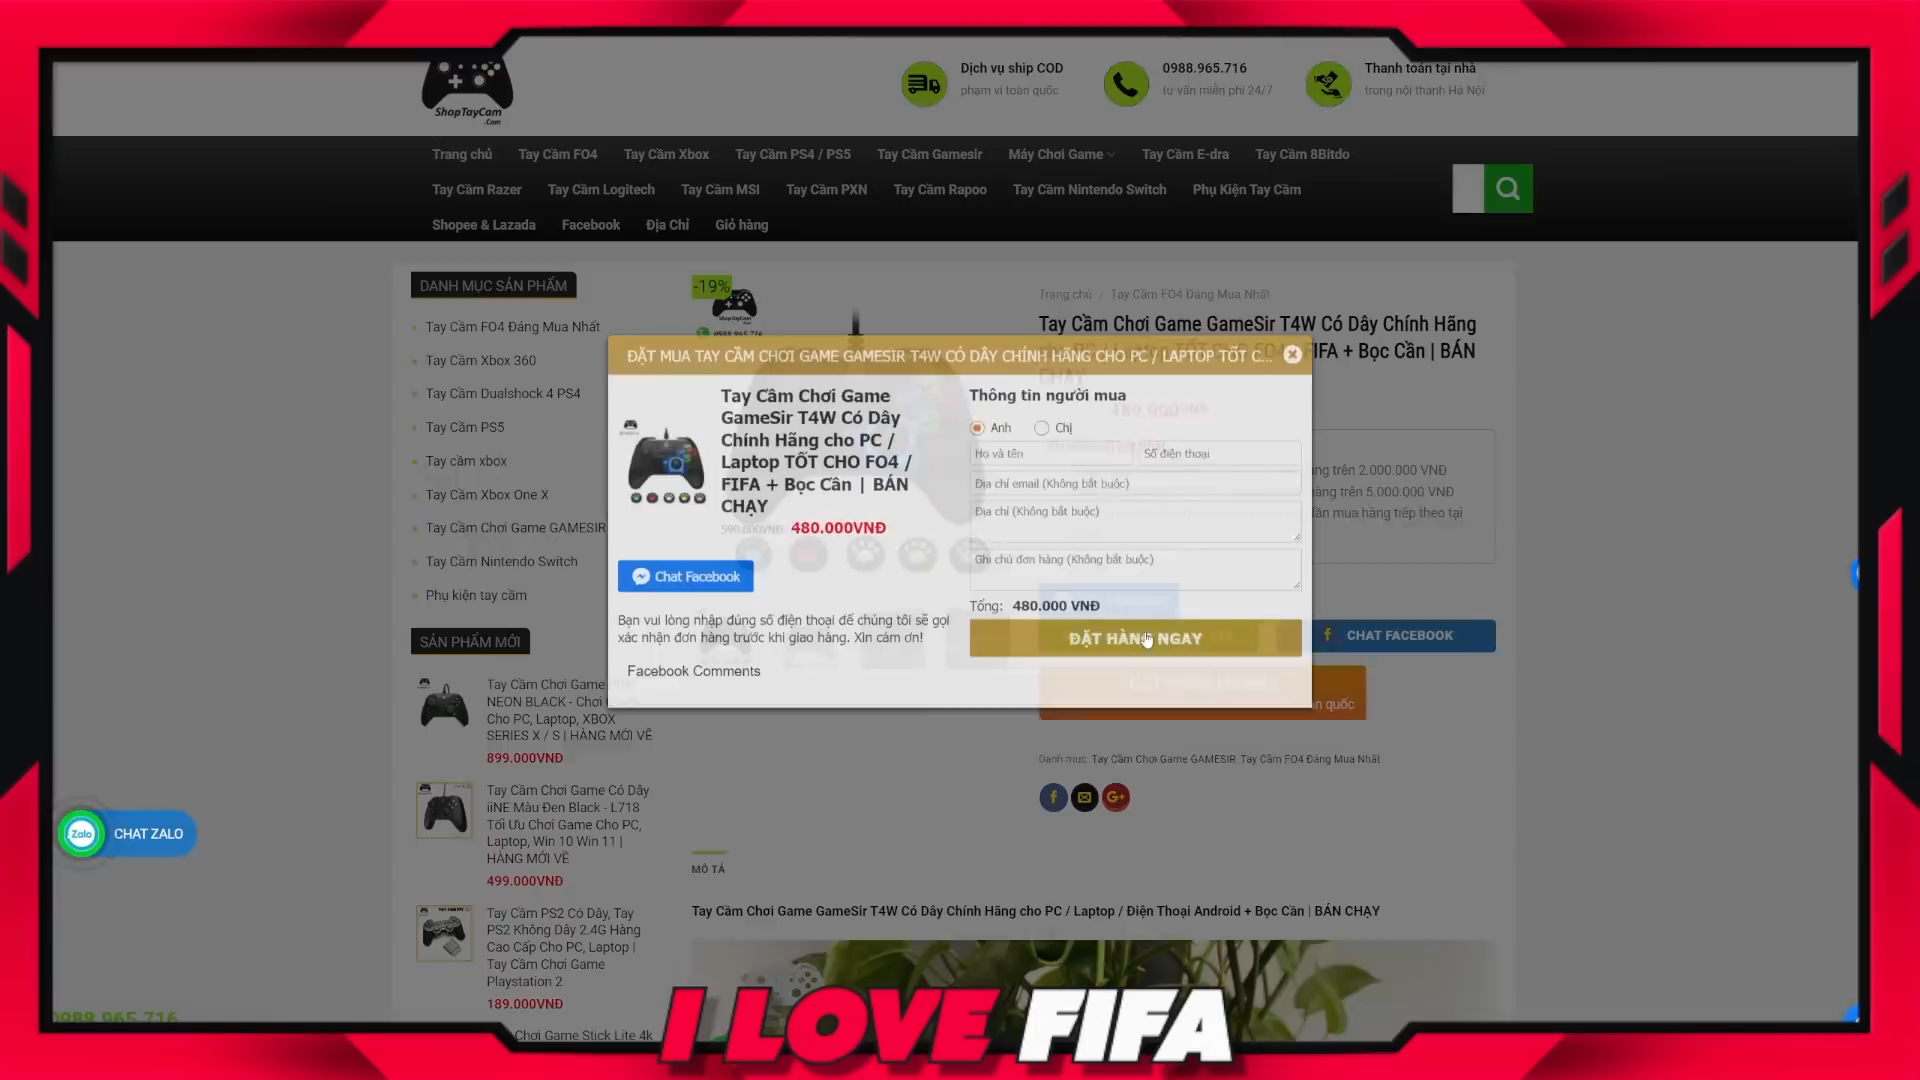 ShopTayCam
.Com
Dịch vụ ship COD
phạm vi toàn quốc
0988.965.716
tư vấn miễn phí 24/7
Thanh toán tại nhà
trong nội thành Hà Nội
Trang chủ
Tay Cầm FO4
Tay Cầm Xbox
Tay Cầm PS4 / PS5
Tay Cầm Gamesir
Máy Chơi Game
Tay Cầm E-dra
Tay Cầm 8Bitdo
Tay Cầm Razer
Tay Cầm Logitech
Tay Cầm MSI
Tay Cầm PXN
Tay Cầm Rapoo
Tay Cầm Nintendo Switch
Phụ Kiện Tay Cầm
Shopee & Lazada
Facebook
Địa Chỉ
Giỏ hàng
DANH MỤC SẢN PHẨM
Tay Cầm FO4 Đáng Mua Nhất
Tay Cầm Xbox 360
Tay Cầm Dualshock 4 PS4
Tay Cầm PS5
Tay cầm xbox
Tay Cầm Xbox One X
Tay Cầm Chơi Game GAMESIR
Tay Cầm Nintendo Switch
Phụ kiện tay cầm
SẢN PHẨM MỚI
Tay Cầm Chơi Game
NEON BLACK - Chơi
Cho PC, Laptop, XBOX
SERIES X / S | HÀNG MỚI VỀ
899.000VNĐ
Tay Cầm Chơi Game Có Dây
iiNE Màu Đen Black - L718
Tối Ưu Chơi Game Cho PC,
Laptop, Win 10 Win 11 |
HÀNG MỚI VỀ
499.000VNĐ
Tay Cầm PS2 Có Dây, Tay
PS2 Không Dây 2.4G Hàng
Cao Cấp Cho PC, Laptop |
Tay Cầm Chơi Game
Playstation 2
189.000VNĐ
Chơi Game Stick Lite 4k
-19%
Trang chủ / Tay Cầm FO4 Đáng Mua Nhất
Tay Cầm Chơi Game GameSir T4W Có Dây Chính Hãng
FIFA + Bọc Cần | BÁN
CHẠY
ĐẶT MUA TAY CẦM CHƠI GAME GAMESIR T4W CÓ DÂY CHÍNH HÃNG CHO PC / LAPTOP TỐT C...
Tay Cầm Chơi Game
GameSir T4W Có Dây
Chính Hãng cho PC /
Laptop TỐT CHO FO4 /
FIFA + Bọc Cần | BÁN
CHẠY
590.000VNĐ 480.000VNĐ
Chat Facebook
Bạn vui lòng nhập đúng số điện thoại để chúng tôi sẽ gọi
xác nhận đơn hàng trước khi giao hàng. Xin cảm ơn!
Facebook Comments
Thông tin người mua
Anh
Chị
Họ và tên
Số điện thoại
Địa chỉ email (Không bắt buộc)
Địa chỉ (Không bắt buộc)
Ghi chú đơn hàng (Không bắt buộc)
Tổng: 480.000 VNĐ
ĐẶT HÀNG NGAY
trên 2.000.000 VNĐ
trên 5.000.000 VNĐ
mua hàng tiếp theo tại
CHAT FACEBOOK
quốc
Danh mục: Tay Cầm Chơi Game GAMESIR, Tay Cầm FO4 Đáng Mua Nhất
MÔ TẢ
Tay Cầm Chơi Game GameSir T4W Có Dây Chính Hãng cho PC / Laptop / Điện Thoại Android + Bọc Cần | BÁN CHẠY
Zalo
CHAT ZALO
0988.965.716
I LOVE FIFA